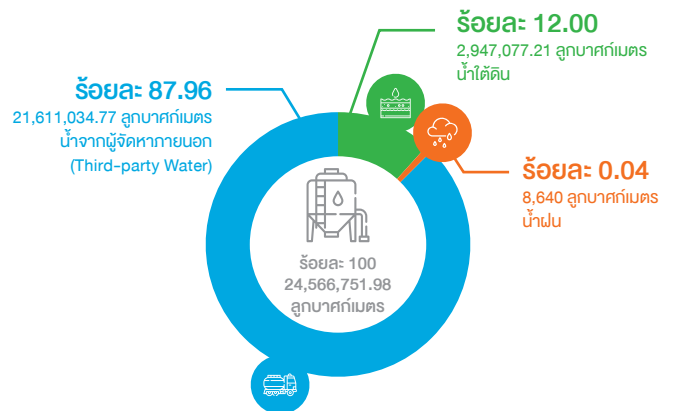 ร้อยละ 12.00
2,947,077.21 ลูกบาศก์เมตร
น้ำใต้ดิน
ร้อยละ 87.96
21,611,034.77 ลูกบาศก์เมตร
น้ำจากผู้จัดหาภายนอก
(Third-party Water)
ร้อยละ 0.04
8,640 ลูกบาศก์เมตร
น้ำฝน
ร้อยละ 100
24,566,751.98
ลูกบาศก์เมตร